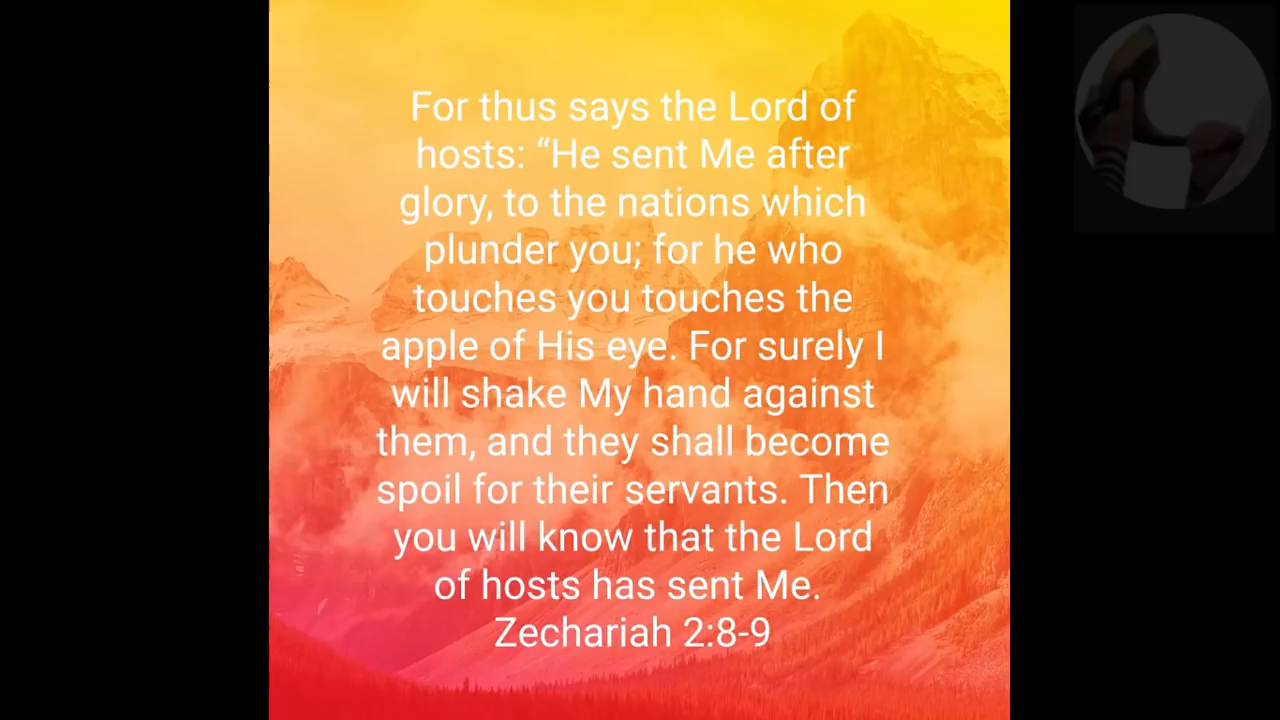 For thus says the Lord of
hosts: “He sent Me after
glory, to the nations which
plunder you; for he who
touches you touches the
apple of His eye. For surely I
will shake My hand against
them, and they shall become
spoil for their servants. Then
you will know that the Lord
of hosts has sent Me.
Zechariah 2:8-9